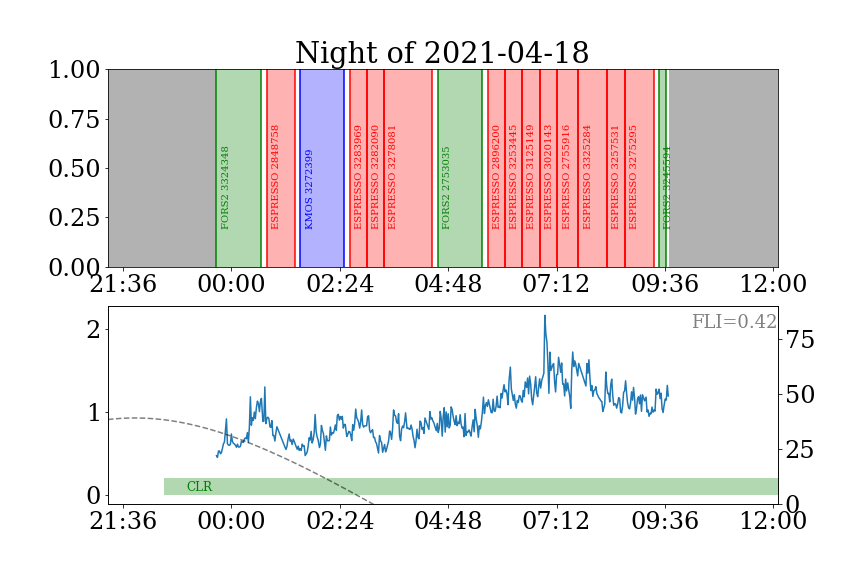 Night of 2021-04-18
1.00
0.75
0.50
0.25
0.00
FORS2 3324348
ESPRESSO 2848758
KMOS 3272399
ESPRESSO 3283969
ESPRESSO 3282090
ESPRESSO 3278081
FORS2 2753035
ESPRESSO 2896200
ESPRESSO 3253445
ESPRESSO 3125149
ESPRESSO 3020143
ESPRESSO 2755916
ESPRESSO 3325284
ESPRESSO 3257531
ESPRESSO 3275295
FORS2 3245594
21:36 00:00 02:24 04:48 07:12 09:36 12:00
FLI=0.42
2
1
0
75
50
25
0
CLR
21:36 00:00 02:24 04:48 07:12 09:36 12:00